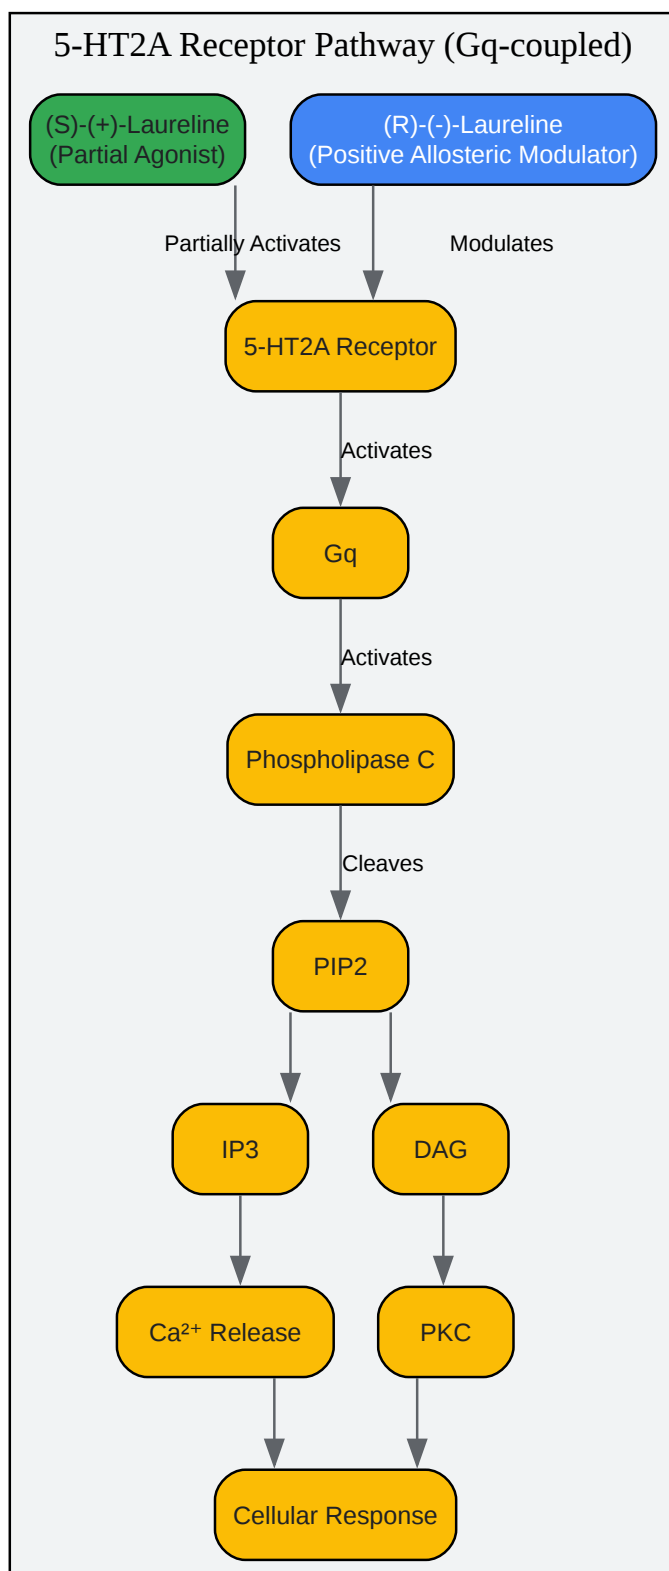 5-HT2A Receptor Pathway (Gq-coupled)
(S)-(+)-Laureline
(Partial Agonist)
(R)-(-)-Laureline
(Positive Allosteric Modulator)
Partially Activates
Modulates
5-HT2A Receptor
Activates
Gq
Activates
Phospholipase C
Cleaves
PIP2
IP3
DAG
Ca²⁺ Release
PKC
Cellular Response